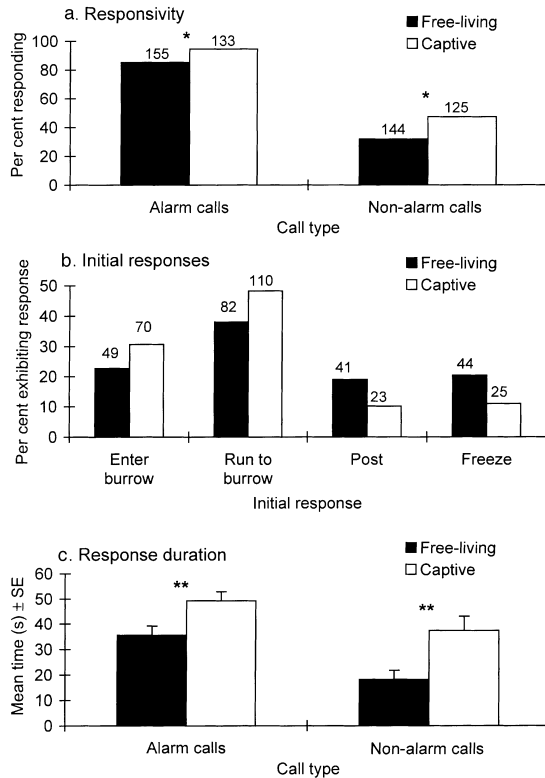 a. Responsivity
Free-living
Captive
Per cent responding
100
80
60
40
20
0
155
*
133
144
*
125
Alarm calls
Non-alarm calls
Call type
b. Initial responses
Free-living
Captive
Per cent exhibiting response
50
40
30
20
10
0
49
70
82
110
41
23
44
25
Enter
burrow
Run to
burrow
Post
Freeze
Initial response
c. Response duration
Free-living
Captive
Mean time (s) ± SE
60
50
40
30
20
10
0
**
**
Alarm calls
Non-alarm calls
Call type